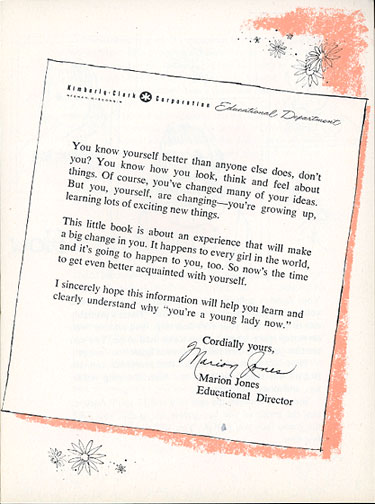 Kimberly-Clark Corporation Educational Department
NEENAH, WISCONSIN
You know yourself better than anyone else does, don't
you? You know how you look, think and feel about
things. Of course, you've changed many of your ideas.
But you, yourself, are changing—you're growing up,
learning lots of exciting new things.
This little book is about an experience that will make
a big change in you. It happens to every girl in the world,
and it's going to happen to you, too. So now's the time
to get even better acquainted with yourself.
I sincerely hope this information will help you learn and
clearly understand why "you're a young lady now."
Cordially yours,
Marion Jones
Marion Jones
Educational Director